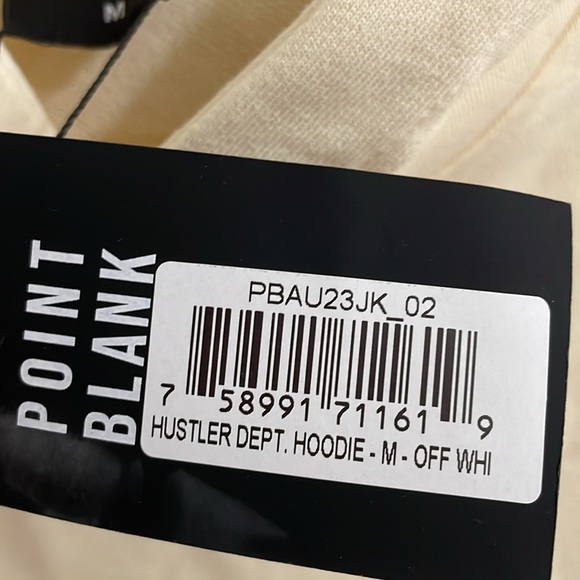 M
POINT
BLANK
PBAU23JK_02
7 58991 71161 9
HUSTLER DEPT. HOODIE - M - OFF WHI